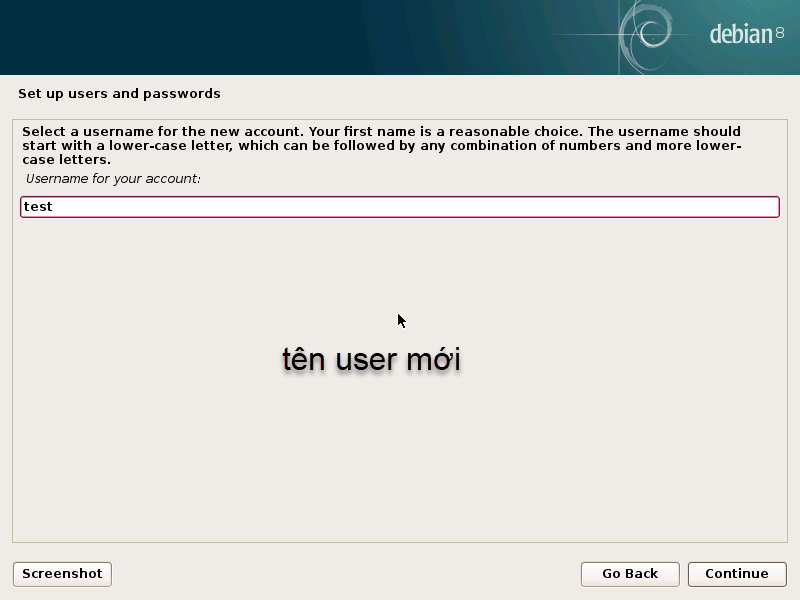 debian 8
Set up users and passwords
Select a username for the new account. Your first name is a reasonable choice. The username should
start with a lower-case letter, which can be followed by any combination of numbers and more lower-
case letters.
Username for your account:
test
tên user mới
Screenshot
Go Back
Continue